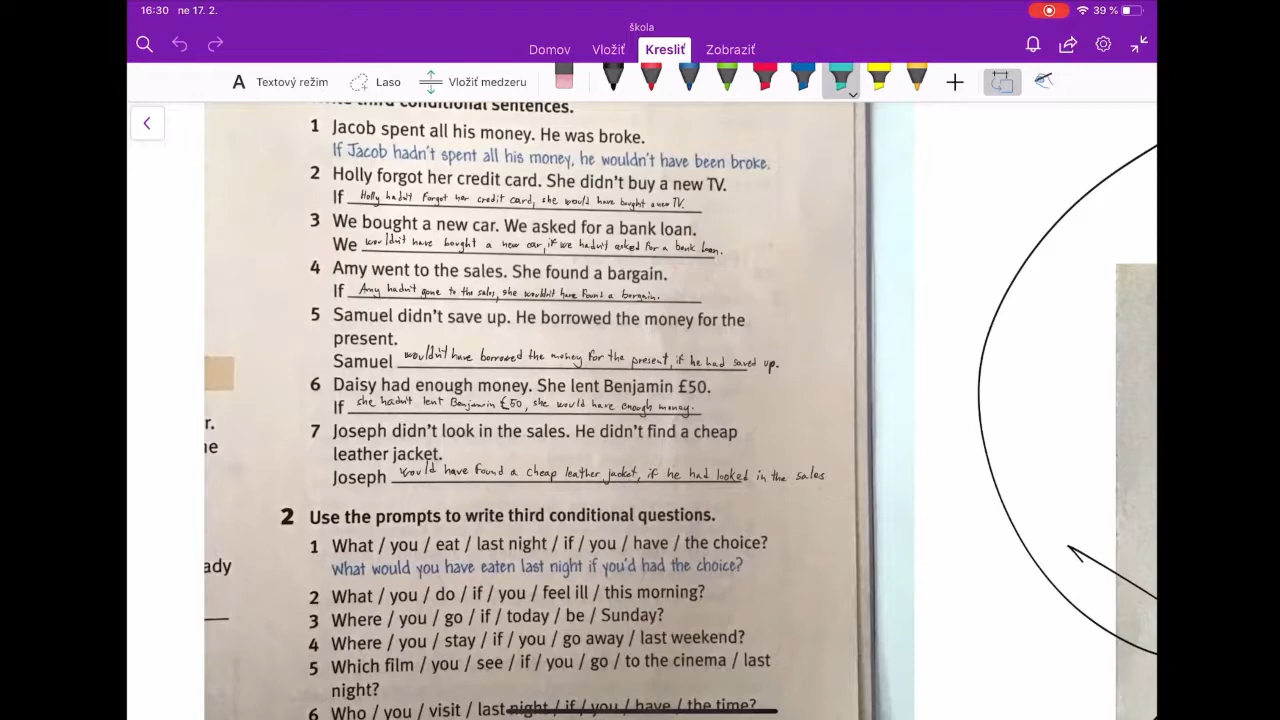 16:30 ne 17. 2.
39 %
škola
Domov Vložiť Kresliť Zobraziť
A Textový režim Laso Vložiť medzeru
third conditional sentences.
1 Jacob spent all his money. He was broke.
If Jacob hadn't spent all his money, he wouldn't have been broke.
2 Holly forgot her credit card. She didn't buy a new TV.
If Holly hadn't forgot her credit card, she would have bought a new TV.
3 We bought a new car. We asked for a bank loan.
We wouldn't have bought a new car, if we hadn't asked for a bank loan.
4 Amy went to the sales. She found a bargain.
If Amy hadn't gone to the sales, she wouldn't have found a bargain.
5 Samuel didn't save up. He borrowed the money for the
present.
Samuel wouldn't have borrowed the money for the present, if he had saved up.
6 Daisy had enough money. She lent Benjamin £50.
If she hadn't lent Benjamin £50, she would have enough money.
7 Joseph didn't look in the sales. He didn't find a cheap
leather jacket.
Joseph would have found a cheap leather jacket, if he had looked in the sales
r.
ne
ady
2 Use the prompts to write third conditional questions.
1 What / you / eat / last night / if / you / have / the choice?
What would you have eaten last night if you'd had the choice?
2 What / you / do / if / you / feel ill / this morning?
3 Where / you / go / if / today / be / Sunday?
4 Where / you / stay / if / you / go away / last weekend?
5 Which film / you / see / if / you / go / to the cinema / last
night?
6 Who / you / visit / last night / if / you / have / the time?